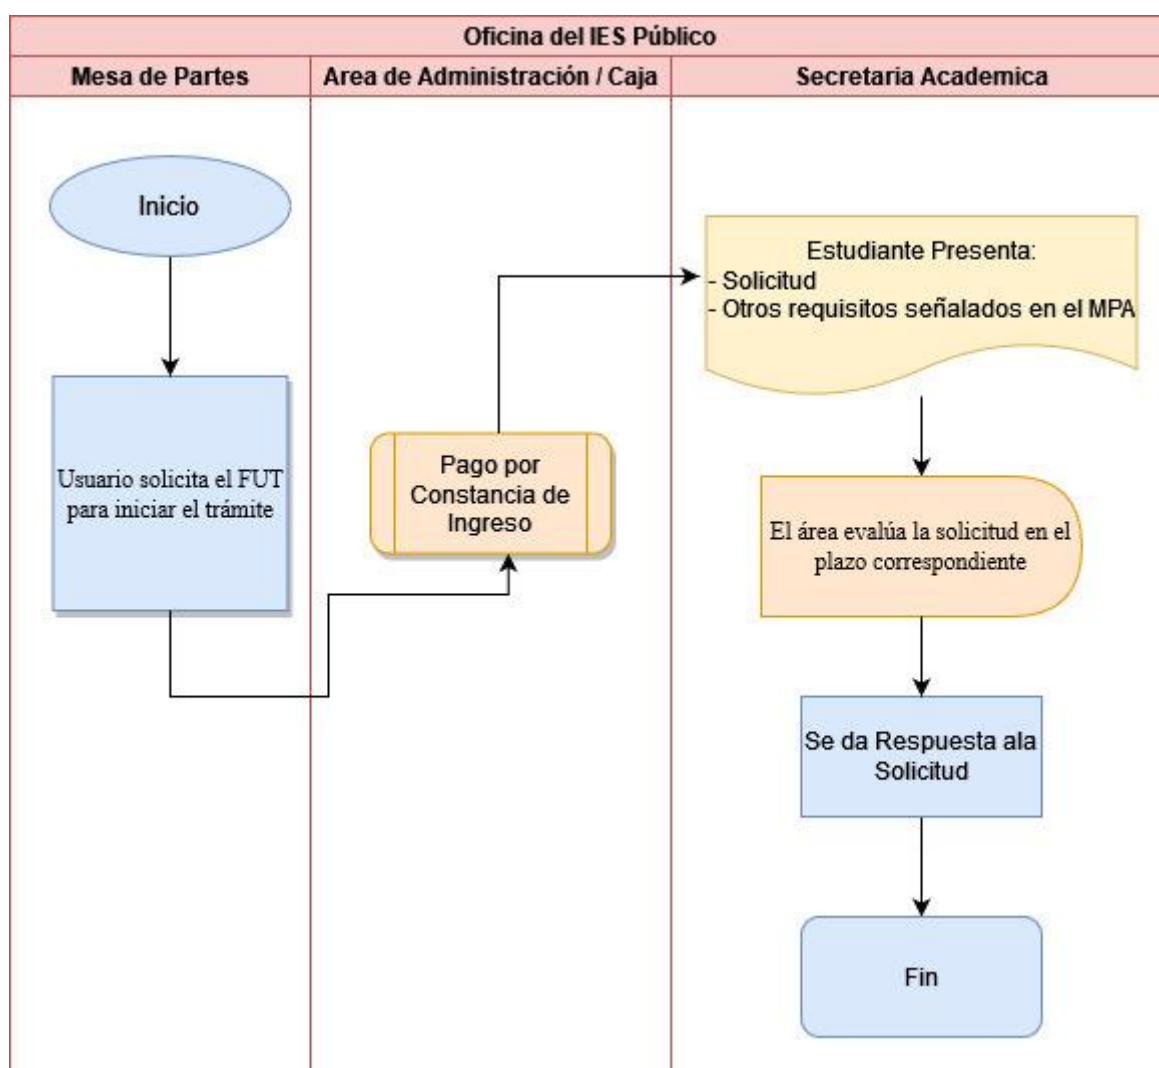 Oficina del IES Público
Mesa de Partes
Area de Administración / Caja
Secretaria Academica
Inicio
Usuario solicita el FUT
para iniciar el trámite
Pago por
Constancia de
Ingreso
Estudiante Presenta:
- Solicitud
- Otros requisitos señalados en el MPA
El área evalúa la solicitud en el
plazo correspondiente
Se da Respuesta ala
Solicitud
Fin